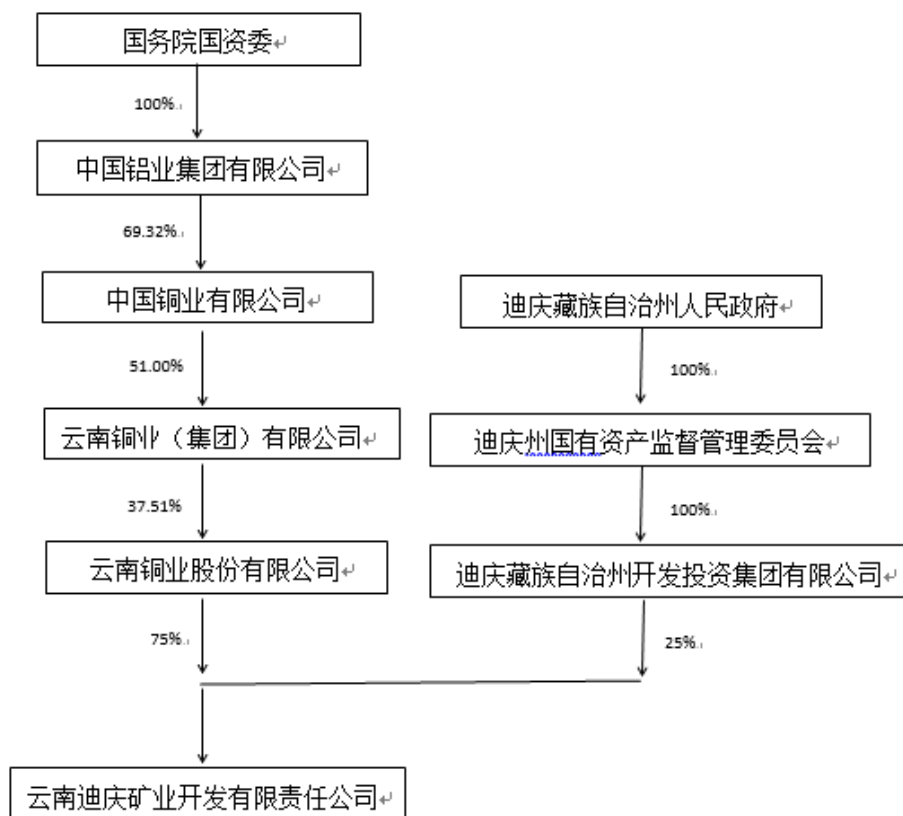 国务院国资委
100%
中国铝业集团有限公司
69.32%
中国铜业有限公司
迪庆藏族自治州人民政府
51.00%
100%
云南铜业（集团）有限公司
迪庆州国有资产监督管理委员会
37.51%
100%
云南铜业股份有限公司
迪庆藏族自治州开发投资集团有限公司
75%
25%
云南迪庆矿业开发有限责任公司